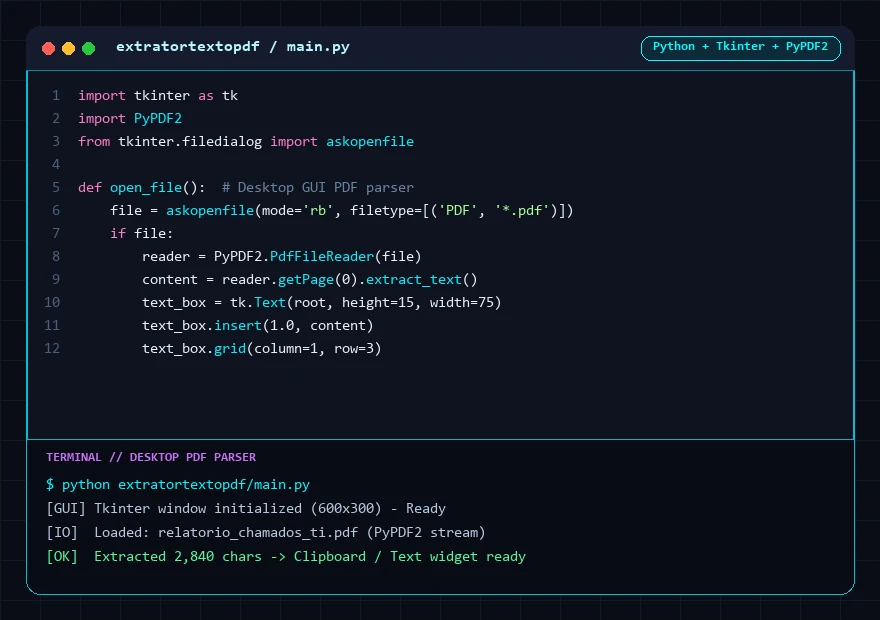 extratortextopdf / main.py
Python + Tkinter + PyPDF2
1 import tkinter as tk
2 import PyPDF2
3 from tkinter.filedialog import askopenfile
4
5 def open_file():  # Desktop GUI PDF parser
6     file = askopenfile(mode='rb', filetype=[('PDF', '*.pdf')])
7     if file:
8         reader = PyPDF2.PdfFileReader(file)
9         content = reader.getPage(0).extract_text()
10         text_box = tk.Text(root, height=15, width=75)
11         text_box.insert(1.0, content)
12         text_box.grid(column=1, row=3)
TERMINAL // DESKTOP PDF PARSER
$ python extratortextopdf/main.py
[GUI] Tkinter window initialized (600x300) - Ready
[IO]  Loaded: relatorio_chamados_ti.pdf (PyPDF2 stream)
[OK]  Extracted 2,840 chars -> Clipboard / Text widget ready